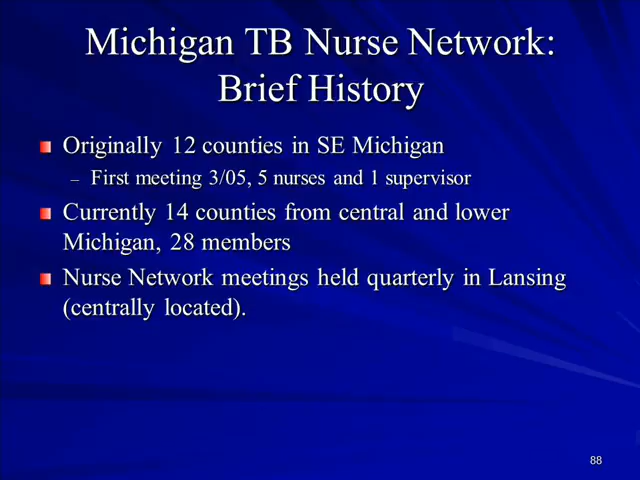 Michigan TB Nurse Network:
Brief History
Originally 12 counties in SE Michigan
– First meeting 3/05, 5 nurses and 1 supervisor
Currently 14 counties from central and lower
Michigan, 28 members
Nurse Network meetings held quarterly in Lansing
(centrally located).
88